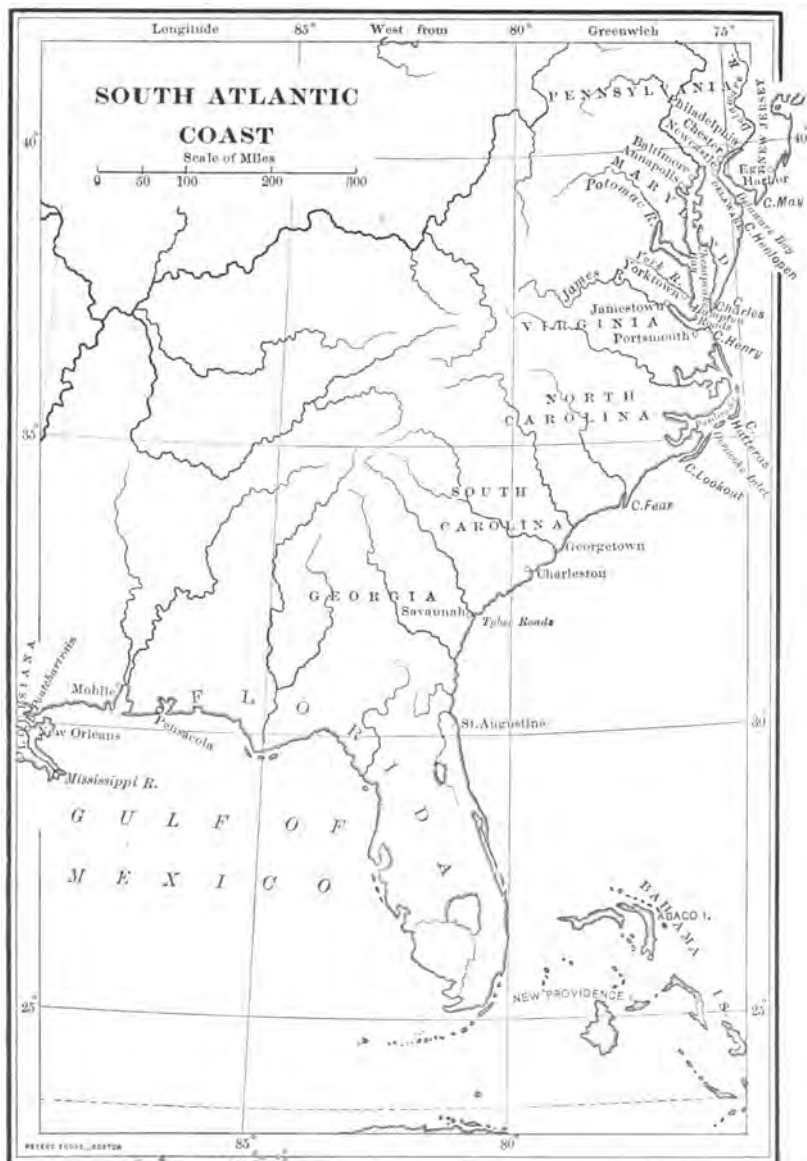 Longitude 85° West from 80° Greenwich 75°
SOUTH ATLANTIC
COAST
Scale of Miles
0 50 100 200 300
40°
40°
PENNSYLVANIA
NEW JERSEY
Philadelphia
Chester
Newcastle
Baltimore
Annapolis
MARYLAND
DELAWARE
Egg
Harbor
C. May
Delaware Bay
C. Henlopen
Potomac R.
York R.
Yorktown
James R.
Jamestown
C.
Charles
Hampton
Roads
VIRGINIA
Portsmouth
C. Henry
NORTH
CAROLINA
35°
C.
Hatteras
Ocracoke Inlet
C. Lookout
C. Fear
SOUTH
CAROLINA
Georgetown
Charleston
GEORGIA
Savannah
Tybee Roads
LOUISIANA
Pontchartrain
Mobile
FLORIDA
Pensacola
New Orleans
St. Augustine
30°
Mississippi R.
GULF OF
MEXICO
BAHAMA IS.
ABACO I.
NEW PROVIDENCE
25°
25°
85°
80°